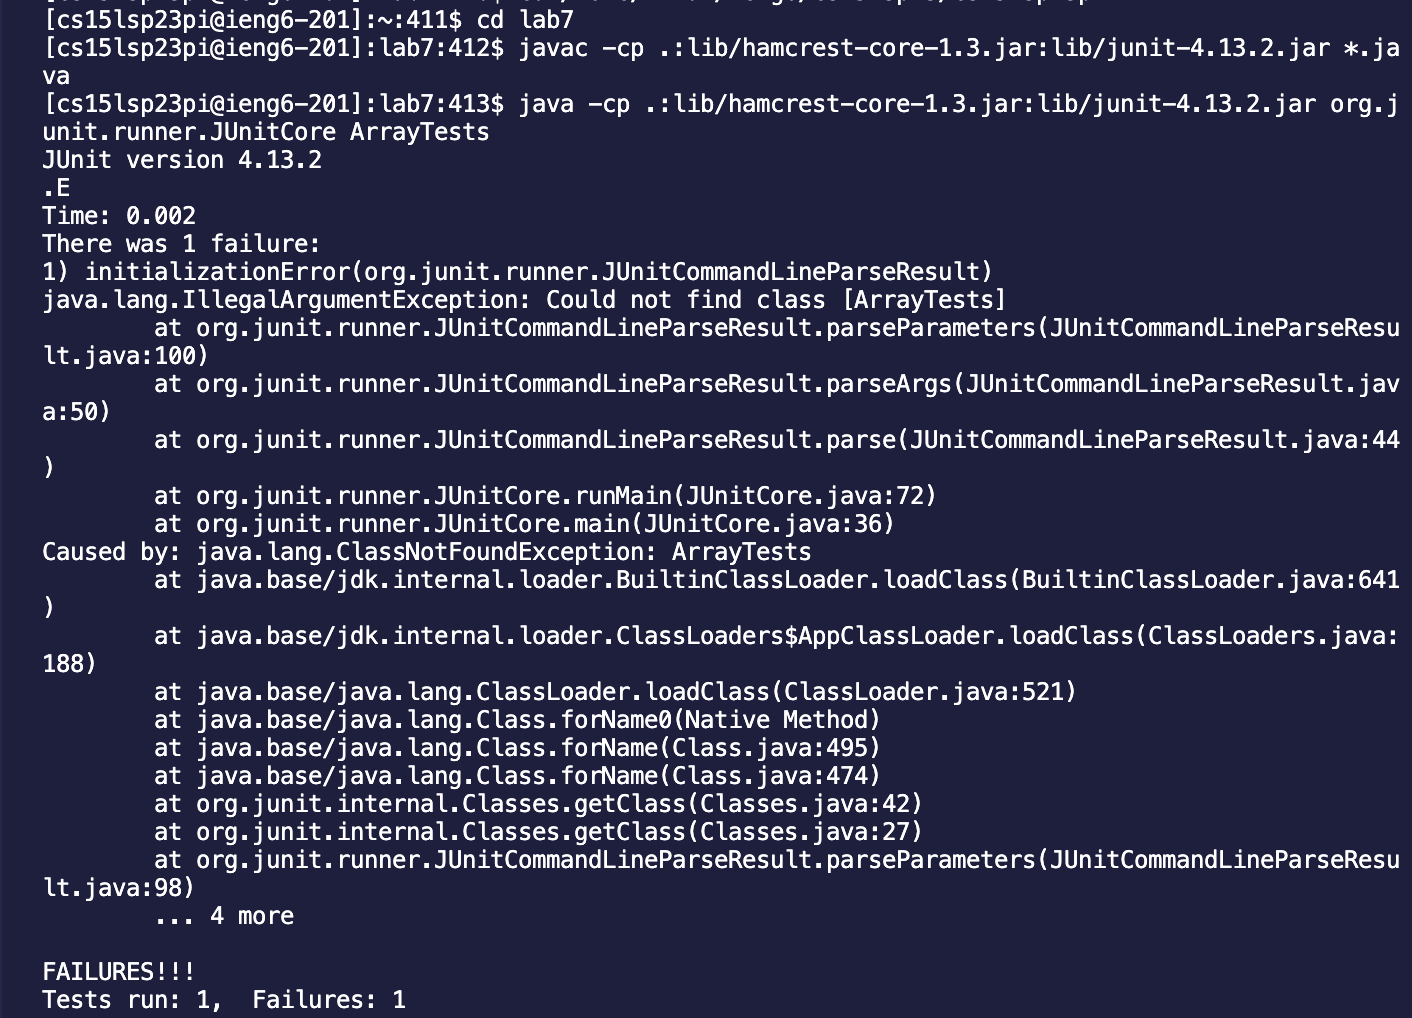 [cs15lsp23pi@ieng6-201]:~:411$ cd lab7
[cs15lsp23pi@ieng6-201]:lab7:412$ javac -cp .:lib/hamcrest-core-1.3.jar:lib/junit-4.13.2.jar *.ja
va
[cs15lsp23pi@ieng6-201]:lab7:413$ java -cp .:lib/hamcrest-core-1.3.jar:lib/junit-4.13.2.jar org.j
unit.runner.JUnitCore ArrayTests
JUnit version 4.13.2
.E
Time: 0.002
There was 1 failure:
1) initializationError(org.junit.runner.JUnitCommandLineParseResult)
java.lang.IllegalArgumentException: Could not find class [ArrayTests]
        at org.junit.runner.JUnitCommandLineParseResult.parseParameters(JUnitCommandLineParseResu
lt.java:100)
        at org.junit.runner.JUnitCommandLineParseResult.parseArgs(JUnitCommandLineParseResult.jav
a:50)
        at org.junit.runner.JUnitCommandLineParseResult.parse(JUnitCommandLineParseResult.java:44
)
        at org.junit.runner.JUnitCore.runMain(JUnitCore.java:72)
        at org.junit.runner.JUnitCore.main(JUnitCore.java:36)
Caused by: java.lang.ClassNotFoundException: ArrayTests
        at java.base/jdk.internal.loader.BuiltinClassLoader.loadClass(BuiltinClassLoader.java:641
)
        at java.base/jdk.internal.loader.ClassLoaders$AppClassLoader.loadClass(ClassLoaders.java:
188)
        at java.base/java.lang.ClassLoader.loadClass(ClassLoader.java:521)
        at java.base/java.lang.Class.forName0(Native Method)
        at java.base/java.lang.Class.forName(Class.java:495)
        at java.base/java.lang.Class.forName(Class.java:474)
        at org.junit.internal.Classes.getClass(Classes.java:42)
        at org.junit.internal.Classes.getClass(Classes.java:27)
        at org.junit.runner.JUnitCommandLineParseResult.parseParameters(JUnitCommandLineParseResu
lt.java:98)
        ... 4 more
FAILURES!!!
Tests run: 1,  Failures: 1